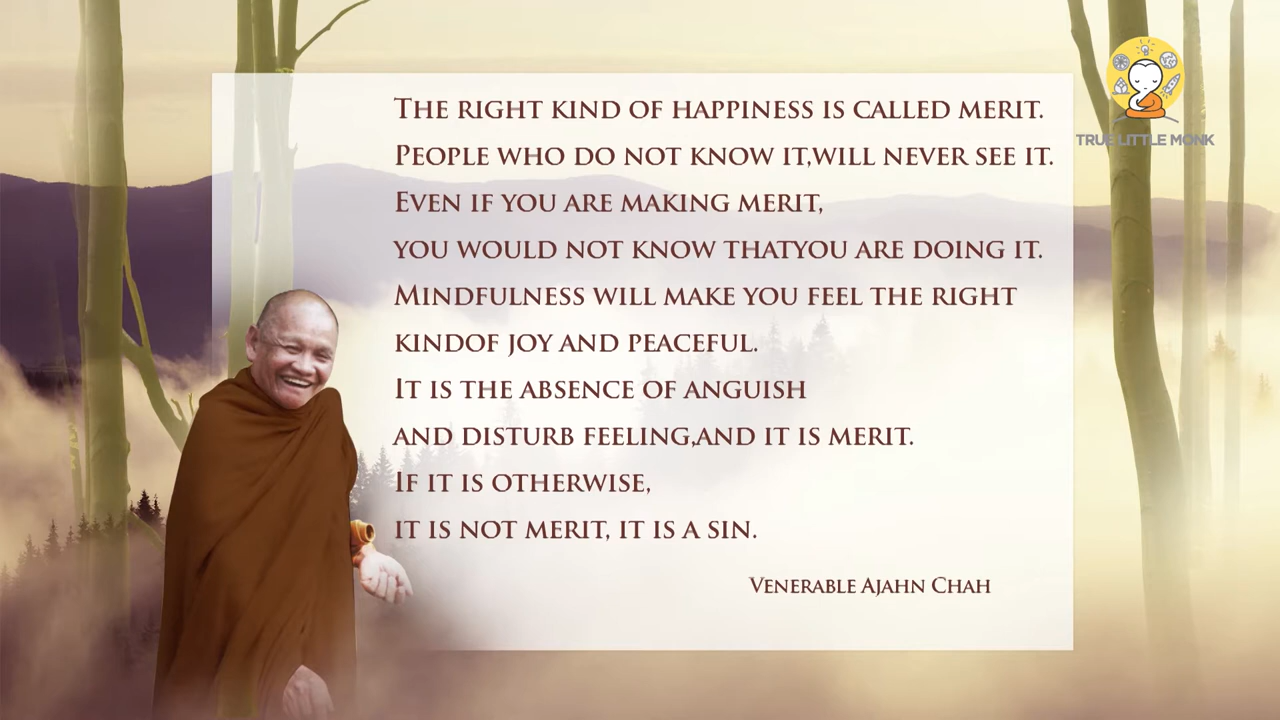 The right kind of happiness is called merit.
People who do not know it,will never see it.
Even if you are making merit,
you would not know thatyou are doing it.
Mindfulness will make you feel the right
kindof joy and peaceful.
It is the absence of anguish
and disturb feeling,and it is merit.
If it is otherwise,
it is not merit, it is a sin.
Venerable Ajahn Chah
TRUE LITTLE MONK